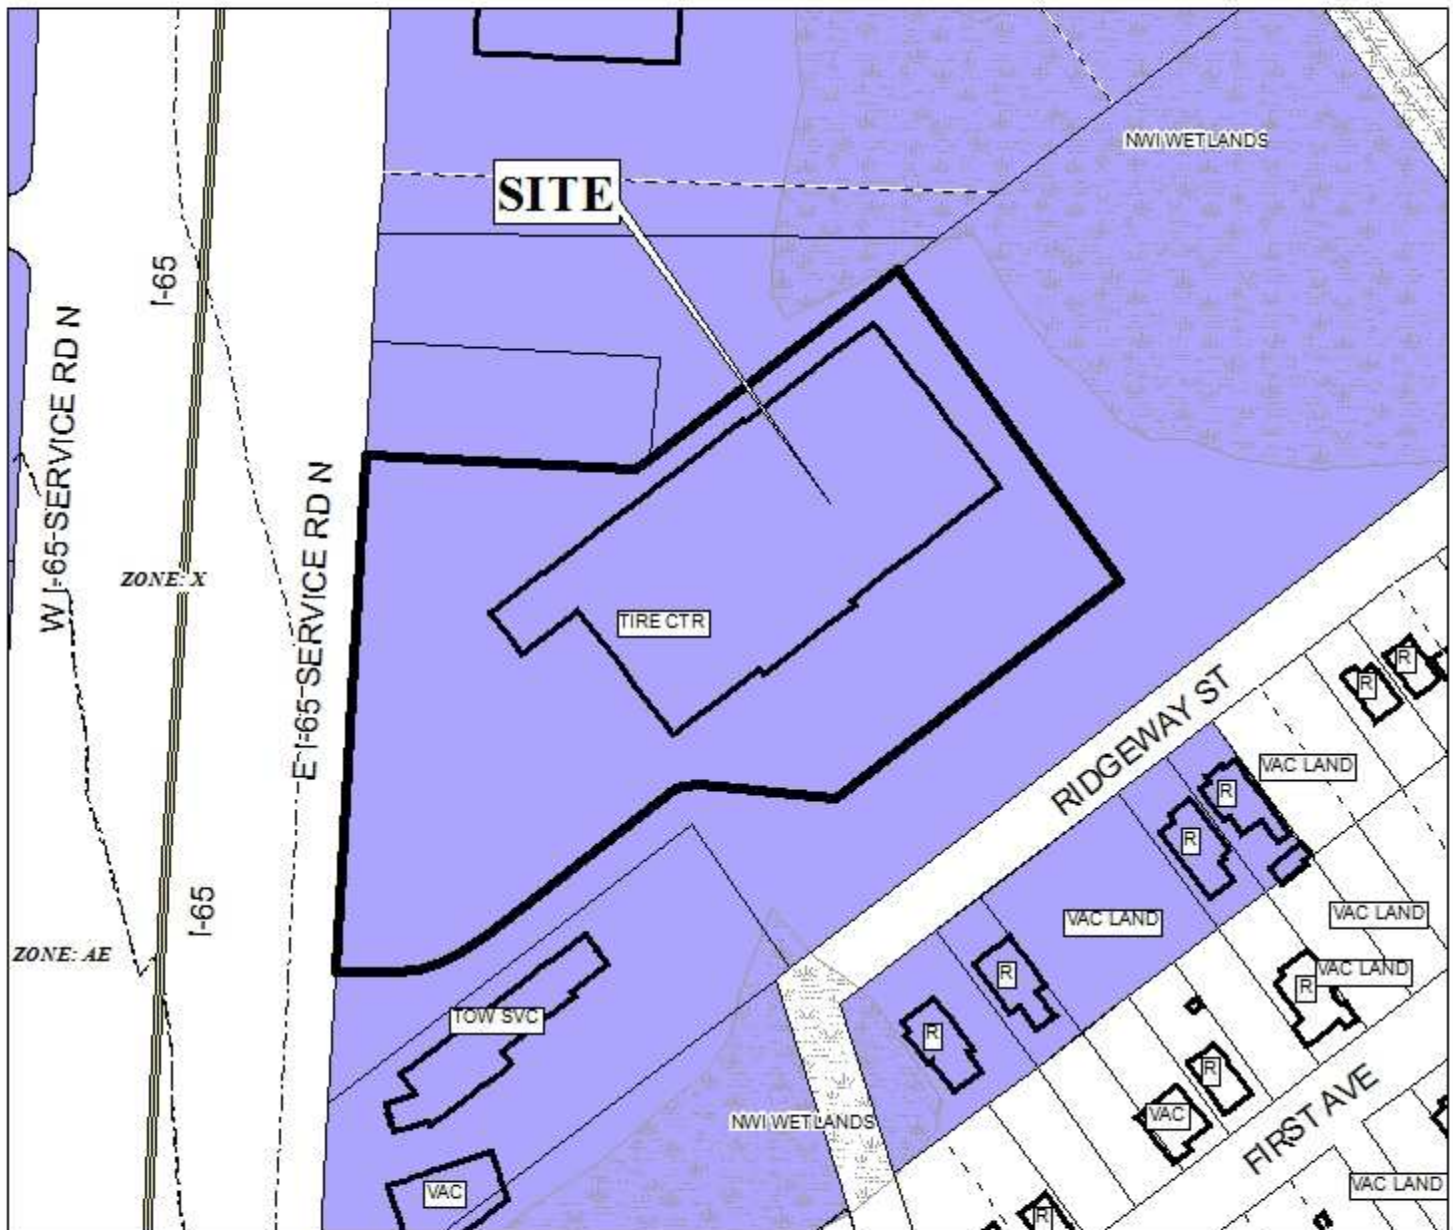 NWI WETLANDS
SITE
I-65
W I-65 SERVICE RD N
E I-65 SERVICE RD N
ZONE: X
TIRE CTR
R
R
RIDGEWAY ST
VAC LAND
R
R
VAC LAND
VAC LAND
I-65
ZONE: AE
R
VAC LAND
R
TOW SVC
R
R
NWI WETLANDS
VAC
FIRST AVE
VAC
VAC LAND
R